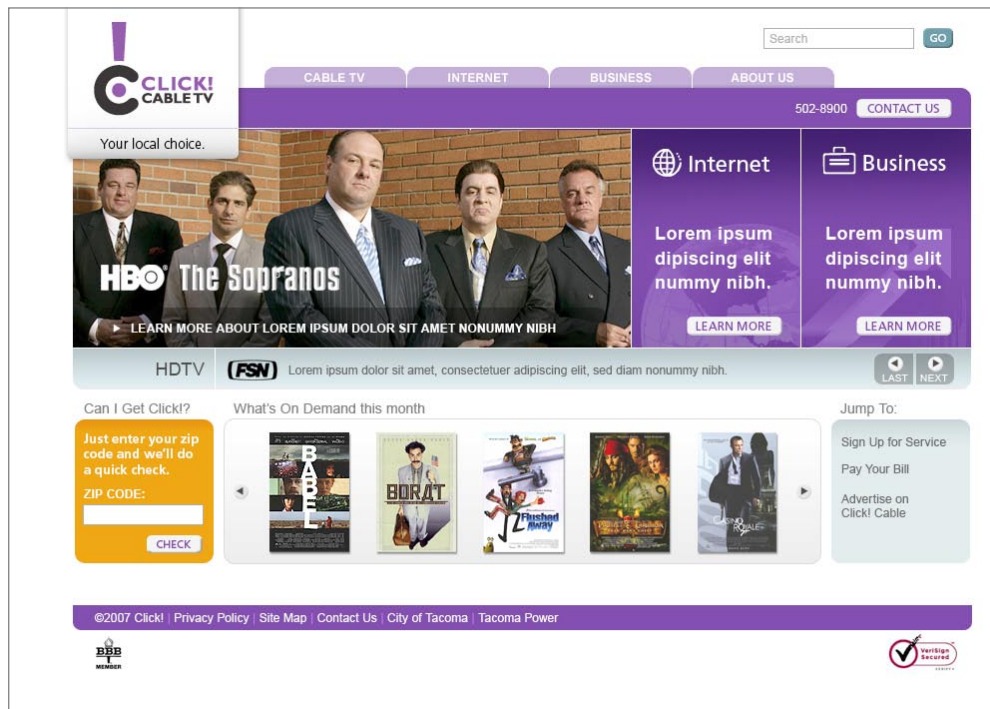 Search
GO
CLICK!
CABLE TV
Your local choice.
CABLE TV
INTERNET
BUSINESS
ABOUT US
502-8900
CONTACT US
HBO The Sopranos
LEARN MORE ABOUT LOREM IPSUM DOLOR SIT AMET NONUMMY NIBH
Internet
Lorem ipsum
dipiscing elit
nummy nibh.
LEARN MORE
Business
Lorem ipsum
dipiscing elit
nummy nibh.
LEARN MORE
HDTV
FSN
Lorem ipsum dolor sit amet, consectetuer adipiscing elit, sed diam nonummy nibh.
LAST
NEXT
Can I Get Click!?
Just enter your zip
code and we'll do
a quick check.
ZIP CODE:
CHECK
What's On Demand this month
BABEL
BORAT
Flushed
Away
CASINO
ROYALE
Jump To:
Sign Up for Service
Pay Your Bill
Advertise on
Click! Cable
©2007 Click! | Privacy Policy | Site Map | Contact Us | City of Tacoma | Tacoma Power
BBB
MEMBER
VeriSign
Secured